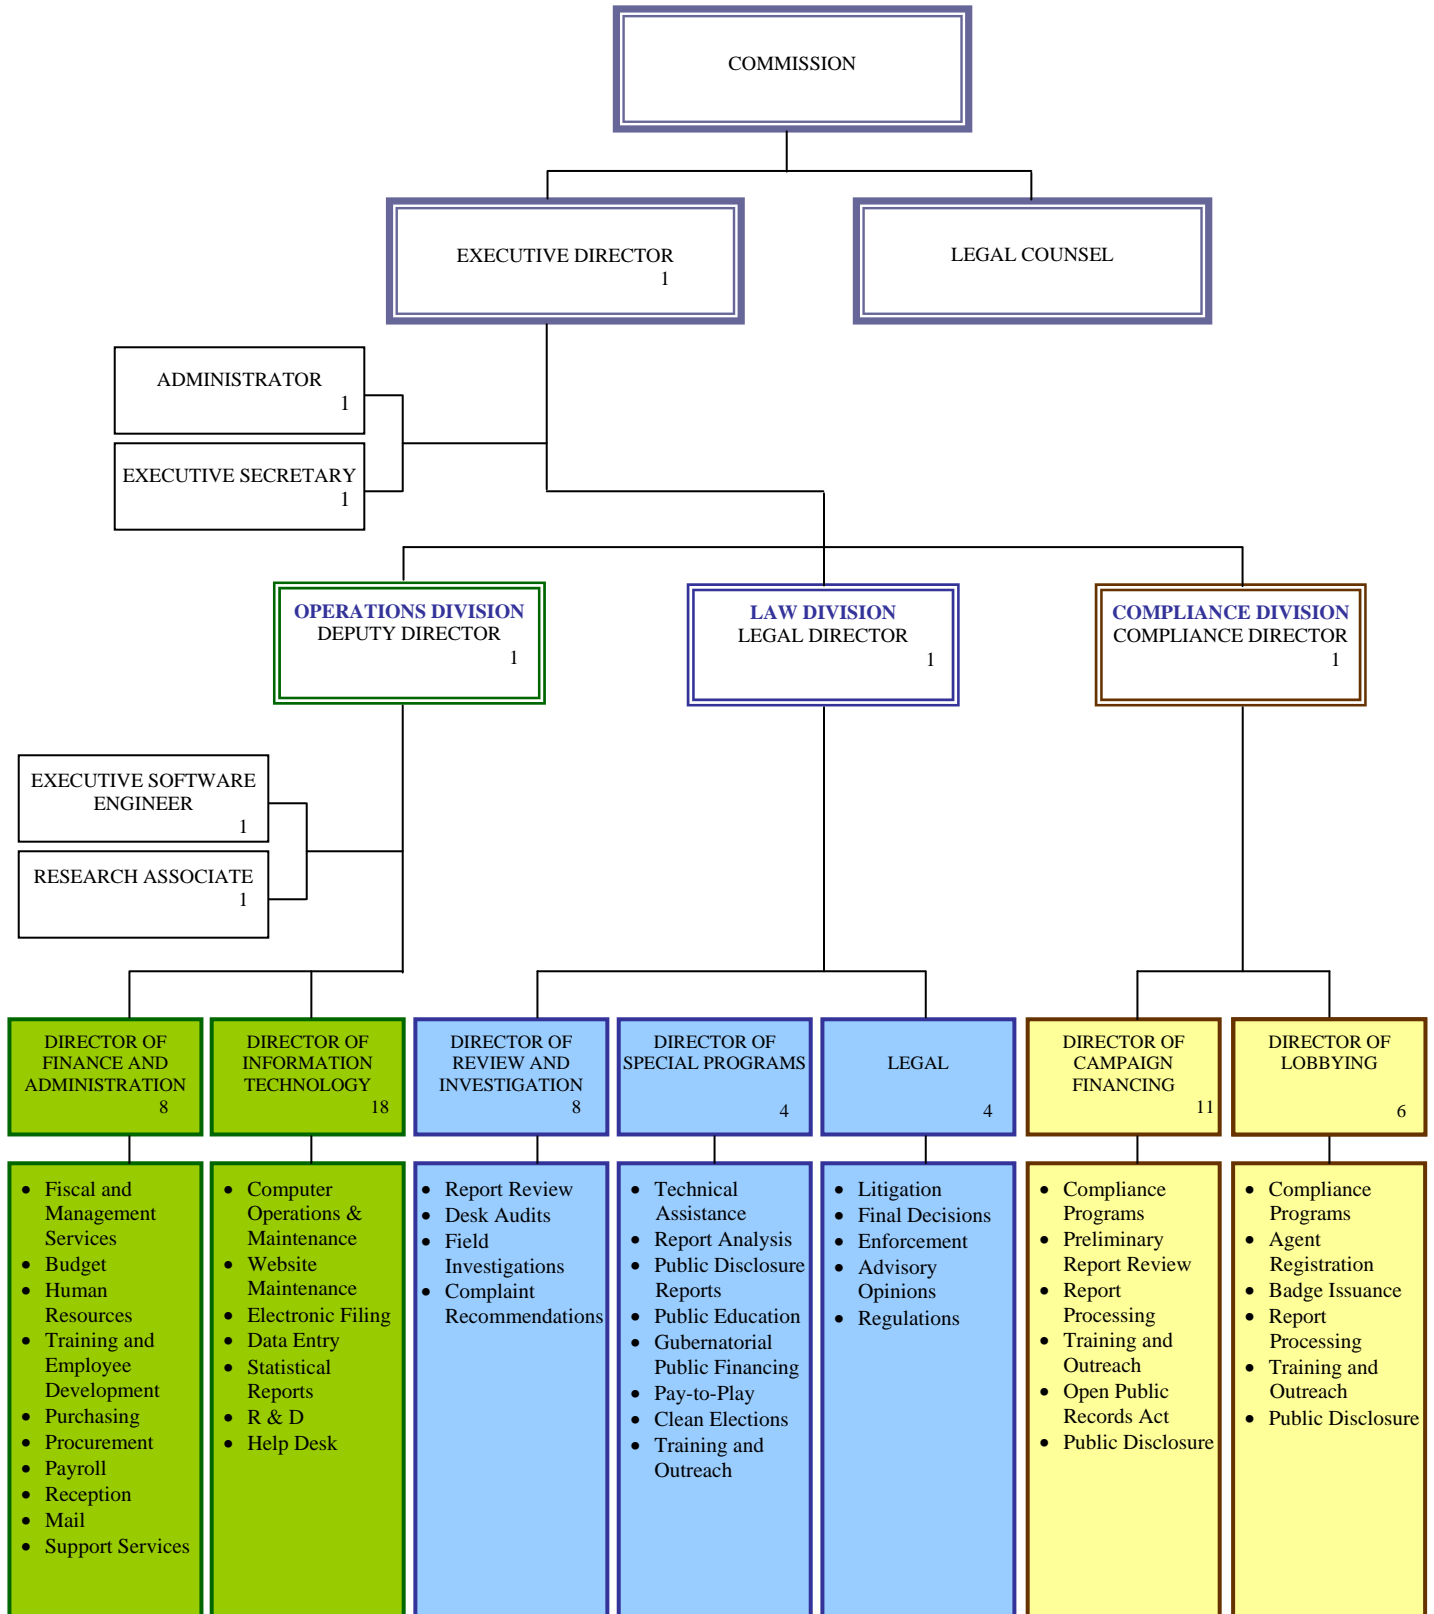 COMMISSION
EXECUTIVE DIRECTOR
1
LEGAL COUNSEL
ADMINISTRATOR
1
EXECUTIVE SECRETARY
1
OPERATIONS DIVISION
DEPUTY DIRECTOR
1
LAW DIVISION
LEGAL DIRECTOR
1
COMPLIANCE DIVISION
COMPLIANCE DIRECTOR
1
EXECUTIVE SOFTWARE
ENGINEER
1
RESEARCH ASSOCIATE
1
DIRECTOR OF
FINANCE AND
ADMINISTRATION
8
DIRECTOR OF
INFORMATION
TECHNOLOGY
18
DIRECTOR OF
REVIEW AND
INVESTIGATION
8
DIRECTOR OF
SPECIAL PROGRAMS
4
LEGAL
4
DIRECTOR OF
CAMPAIGN
FINANCING
11
DIRECTOR OF
LOBBYING
6
• Fiscal and
Management
Services
• Budget
• Human
Resources
• Training and
Employee
Development
• Purchasing
• Procurement
• Payroll
• Reception
• Mail
• Support Services
• Computer
Operations &
Maintenance
• Website
Maintenance
• Electronic Filing
• Data Entry
• Statistical
Reports
• R & D
• Help Desk
• Report Review
• Desk Audits
• Field
Investigations
• Complaint
Recommendations
• Technical
Assistance
• Report Analysis
• Public Disclosure
Reports
• Public Education
• Gubernatorial
Public Financing
• Pay-to-Play
• Clean Elections
• Training and
Outreach
• Litigation
• Final Decisions
• Enforcement
• Advisory
Opinions
• Regulations
• Compliance
Programs
• Preliminary
Report Review
• Report
Processing
• Training and
Outreach
• Open Public
Records Act
• Public Disclosure
• Compliance
Programs
• Agent
Registration
• Badge Issuance
• Report
Processing
• Training and
Outreach
• Public Disclosure